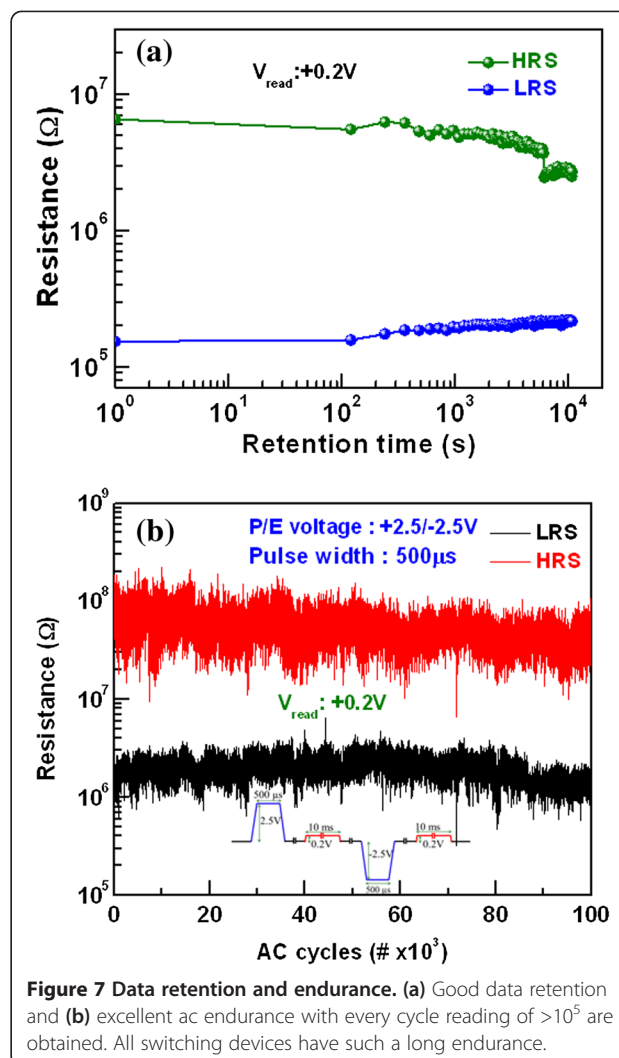 (a)
V_read:+0.2V
HRS
LRS
10^7
10^6
10^5
Resistance (Ω)
10^0 10^1 10^2 10^3 10^4
Retention time (s)
(b)
P/E voltage : +2.5/-2.5V
Pulse width : 500µs
LRS
HRS
10^9
10^8
10^7
10^6
10^5
Resistance (Ω)
V_read: +0.2V
500 µs
2.5V
10 ms
0.2V
-2.5V
500 µs
10 ms
0.2V
0 20 40 60 80 100
AC cycles (# x10^3)
Figure 7 Data retention and endurance. (a) Good data retention
and (b) excellent ac endurance with every cycle reading of >10^5 are
obtained. All switching devices have such a long endurance.